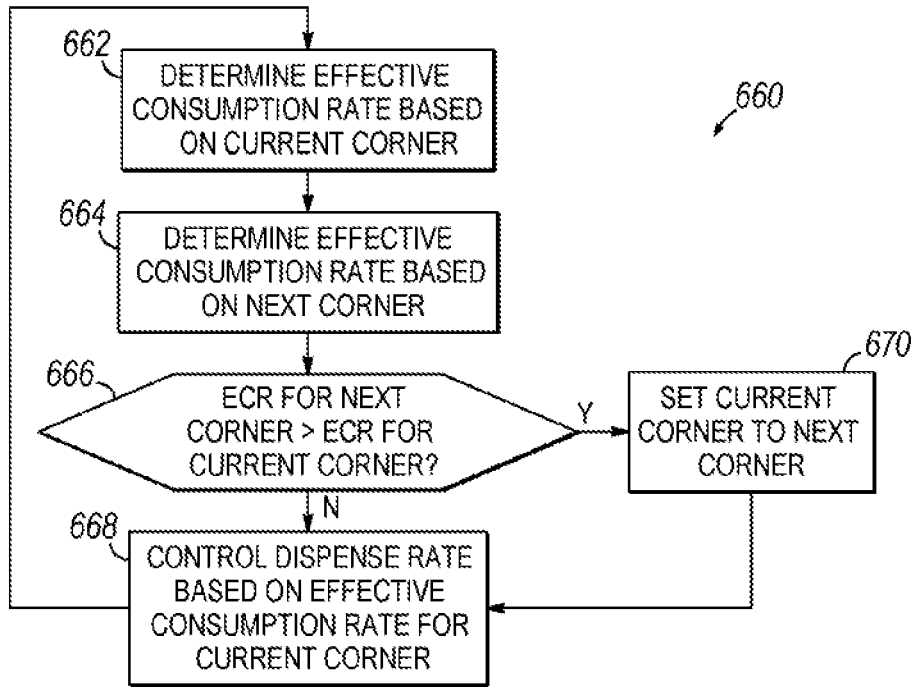 662
DETERMINE EFFECTIVE
CONSUMPTION RATE BASED
ON CURRENT CORNER
660
664
DETERMINE EFFECTIVE
CONSUMPTION RATE BASED
ON NEXT CORNER
666
ECR FOR NEXT
CORNER > ECR FOR
CURRENT CORNER?
Y
670
SET CURRENT
CORNER TO NEXT
CORNER
N
668
CONTROL DISPENSE RATE
BASED ON EFFECTIVE
CONSUMPTION RATE FOR
CURRENT CORNER